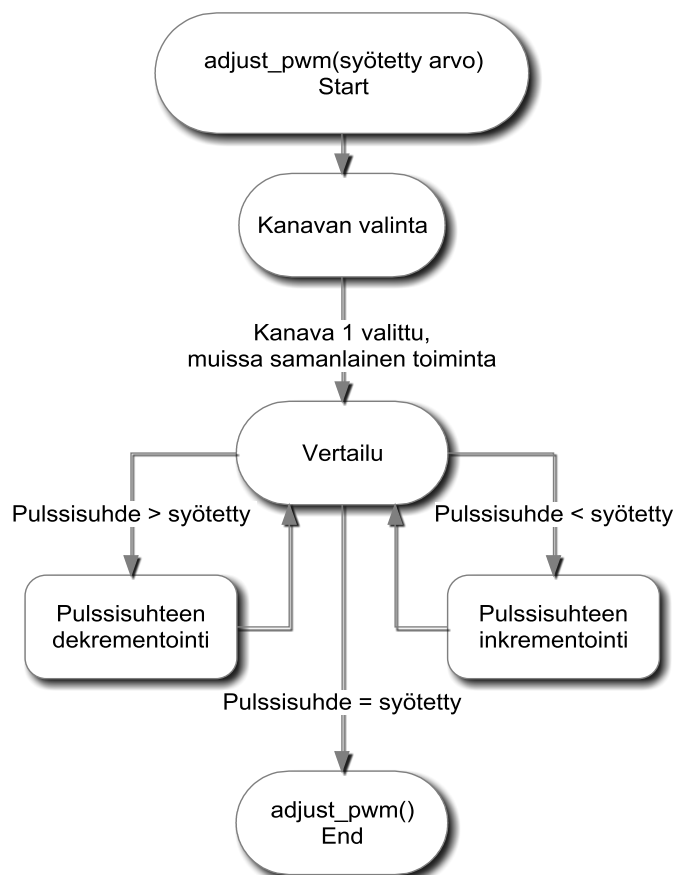 adjust_pwm(syötetty arvo)
Start
Kanavan valinta
Kanava 1 valittu,
muissa samanlainen toiminta
Vertailu
Pulssisuhde > syötetty
Pulssisuhde < syötetty
Pulssisuhteen
dekrementointi
Pulssisuhteen
inkrementointi
Pulssisuhde = syötetty
adjust_pwm()
End